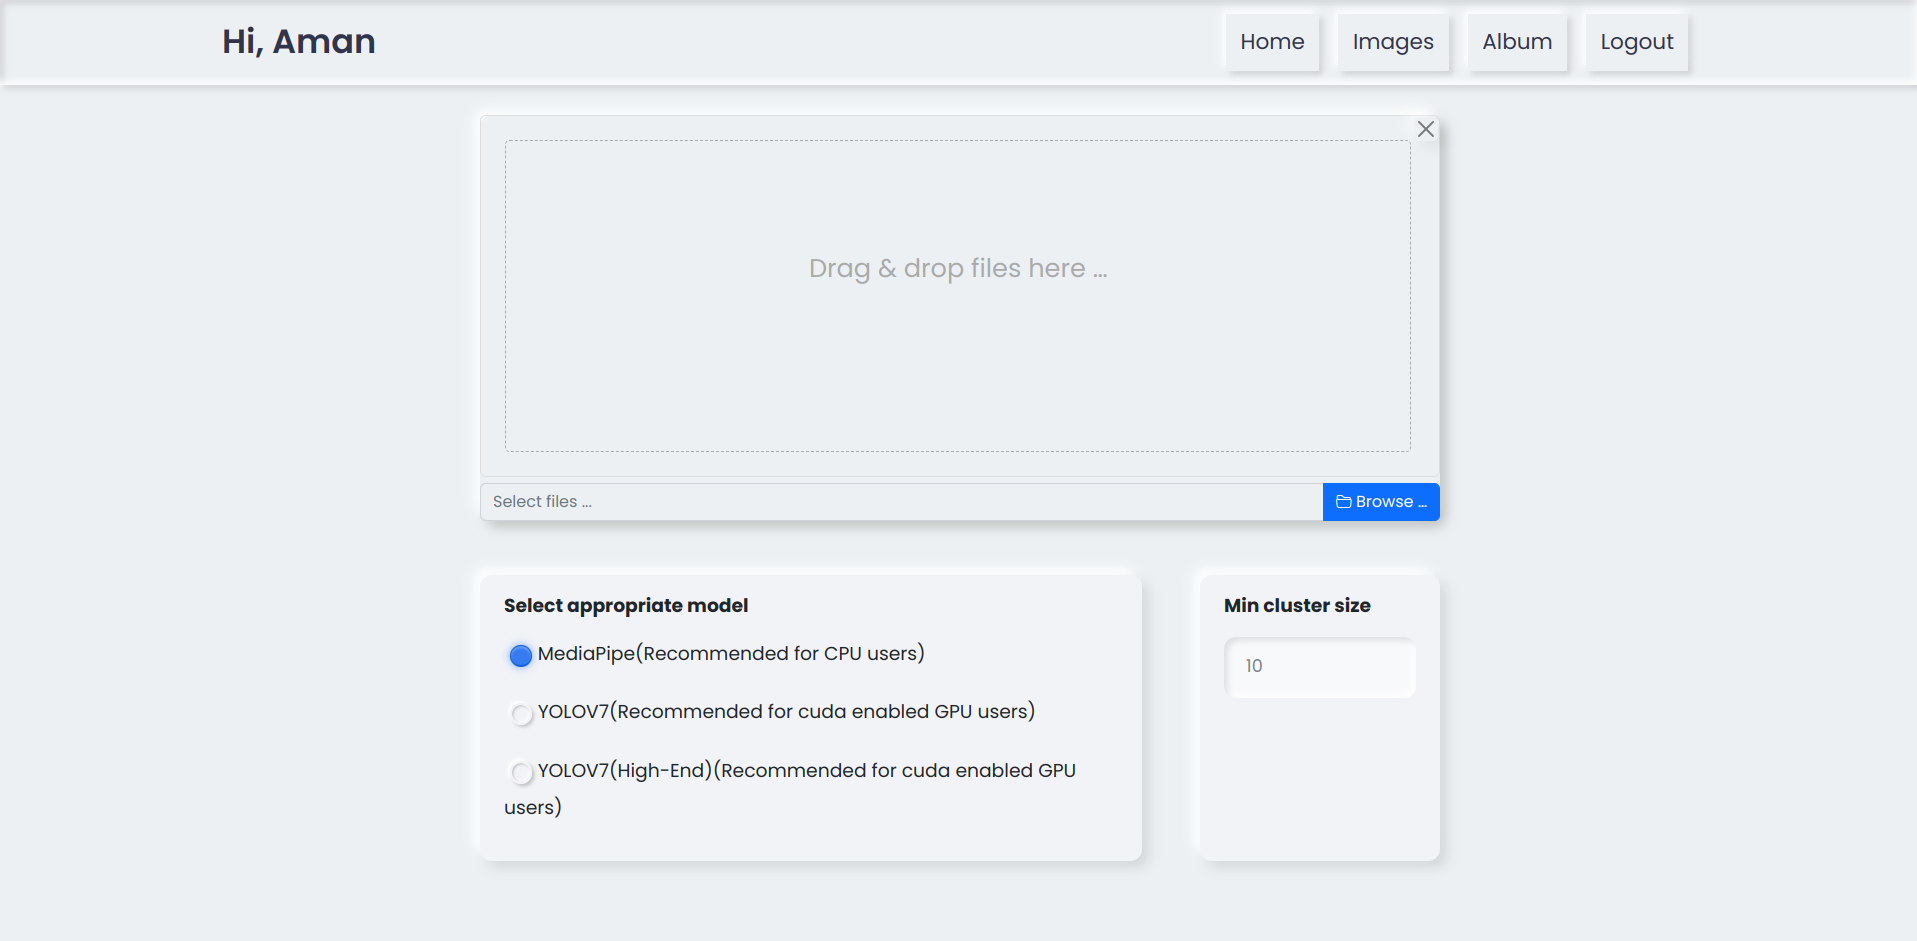 Hi, Aman
Home
Images
Album
Logout
Drag & drop files here ...
Select files ...
Browse ...
Select appropriate model
MediaPipe(Recommended for CPU users)
YOLOV7(Recommended for cuda enabled GPU users)
YOLOV7(High-End)(Recommended for cuda enabled GPU
users)
Min cluster size
10